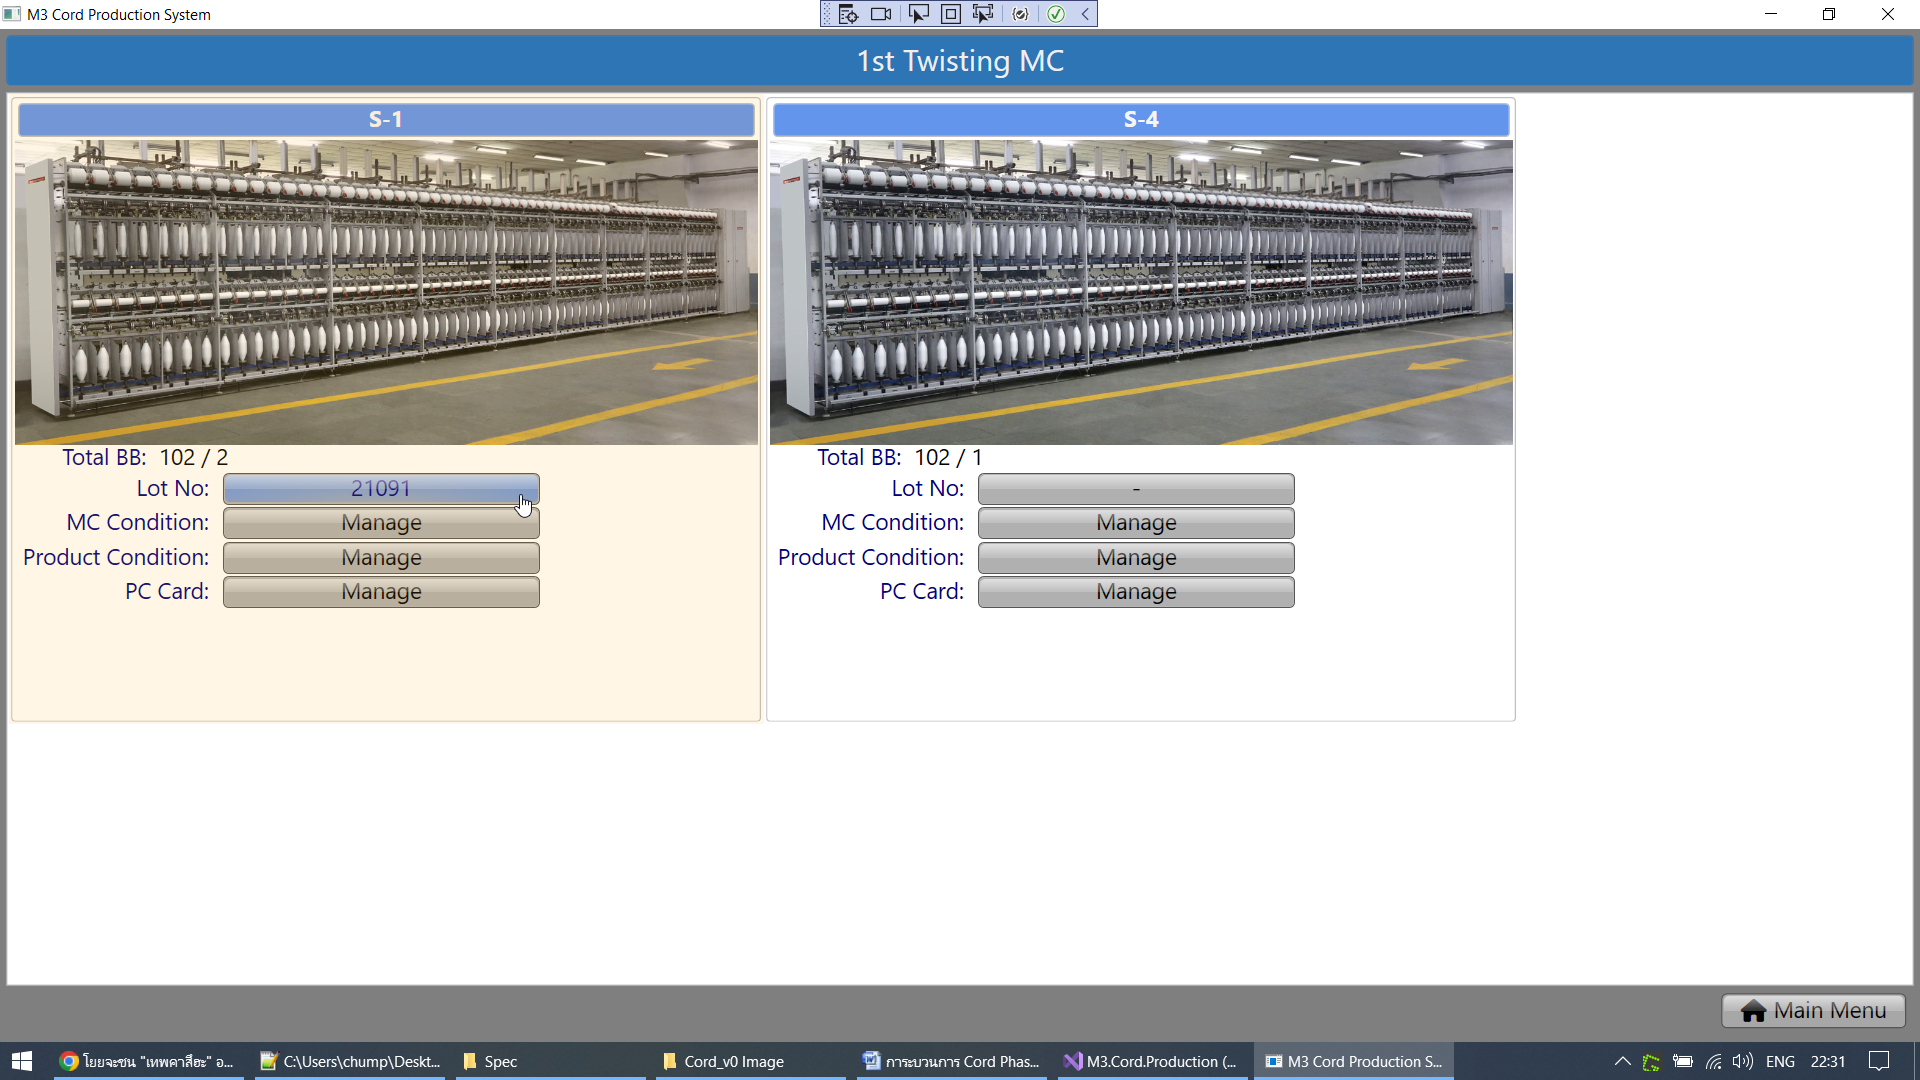 M3 Cord Production System
1st Twisting MC
S-1
Total BB: 102 / 2
Lot No: 21091
MC Condition: Manage
Product Condition: Manage
PC Card: Manage
S-4
Total BB: 102 / 1
Lot No: -
MC Condition: Manage
Product Condition: Manage
PC Card: Manage
Main Menu
โยยจะชน "เทพคาสึฮะ" อ...
C:\Users\chump\Deskt...
Spec
Cord_v0 Image
การะบวนการ Cord Phas...
M3.Cord.Production (...
M3 Cord Production S...
ENG
22:31